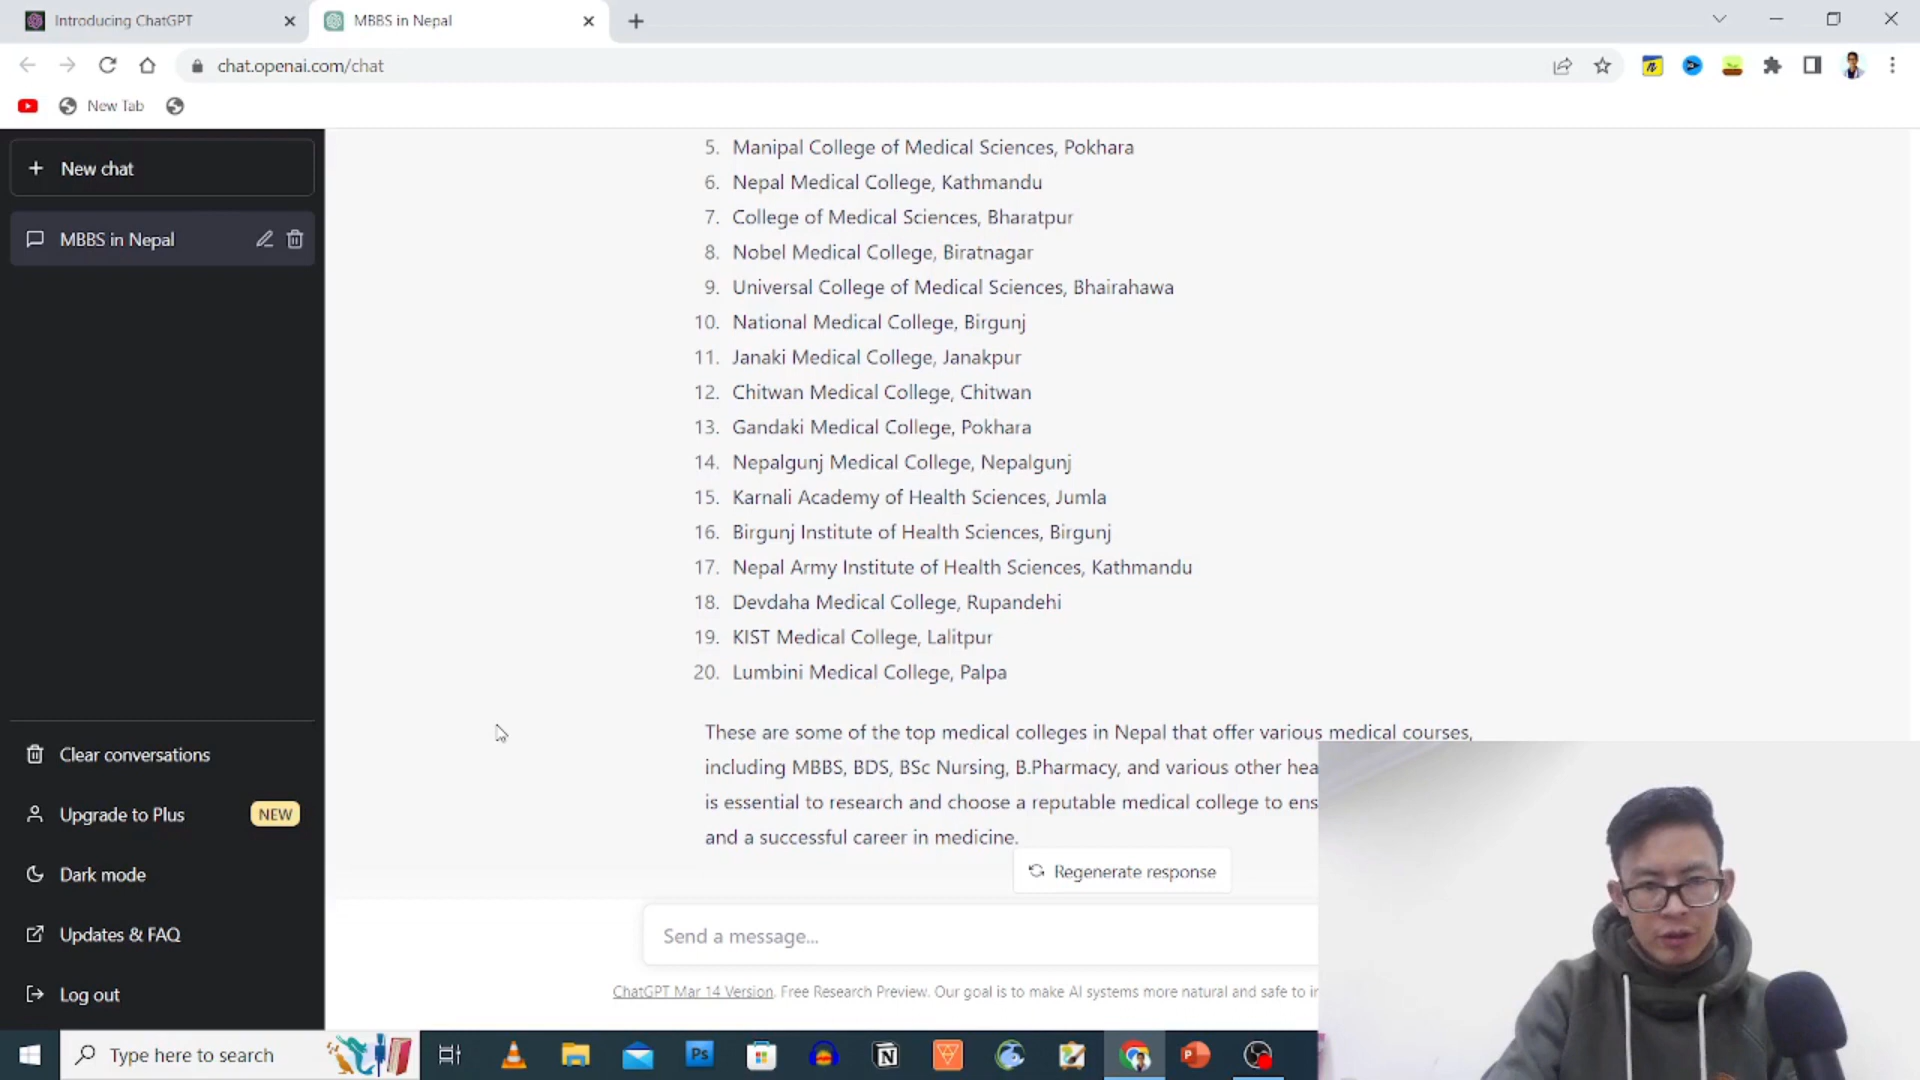 Introducing ChatGPT
MBBS in Nepal
chat.openai.com/chat
New Tab
New chat
MBBS in Nepal
5. Manipal College of Medical Sciences, Pokhara
6. Nepal Medical College, Kathmandu
7. College of Medical Sciences, Bharatpur
8. Nobel Medical College, Biratnagar
9. Universal College of Medical Sciences, Bhairahawa
10. National Medical College, Birgunj
11. Janaki Medical College, Janakpur
12. Chitwan Medical College, Chitwan
13. Gandaki Medical College, Pokhara
14. Nepalgunj Medical College, Nepalgunj
15. Karnali Academy of Health Sciences, Jumla
16. Birgunj Institute of Health Sciences, Birgunj
17. Nepal Army Institute of Health Sciences, Kathmandu
18. Devdaha Medical College, Rupandehi
19. KIST Medical College, Lalitpur
20. Lumbini Medical College, Palpa
These are some of the top medical colleges in Nepal that offer various medical courses,
including MBBS, BDS, BSc Nursing, B.Pharmacy, and various other hea
is essential to research and choose a reputable medical college to ens
and a successful career in medicine.
Clear conversations
Upgrade to Plus NEW
Dark mode
Updates & FAQ
Log out
Regenerate response
Send a message...
ChatGPT Mar 14 Version. Free Research Preview. Our goal is to make AI systems more natural and safe to i
Type here to search
Ps